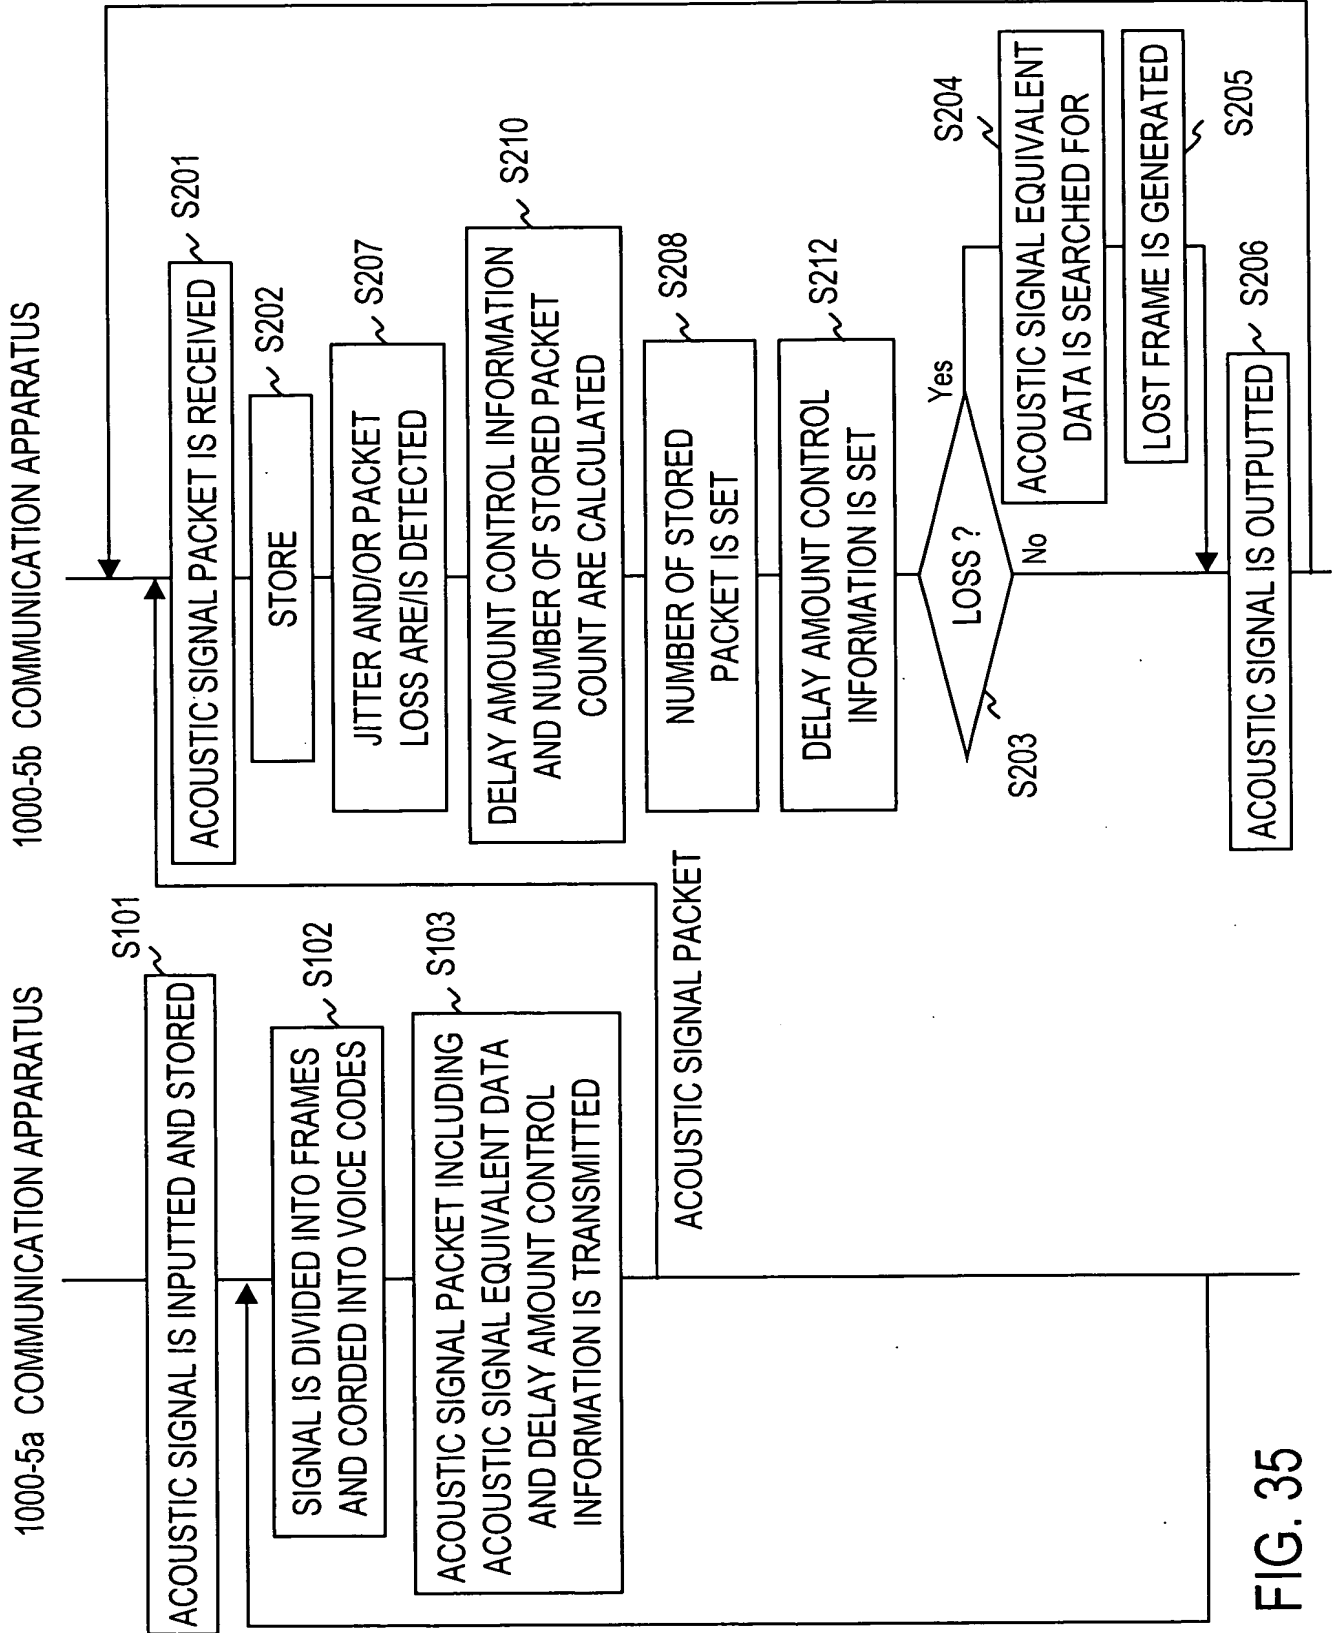 1000-5a COMMUNICATION APPARATUS
S101
ACOUSTIC SIGNAL IS INPUTTED AND STORED
S102
SIGNAL IS DIVIDED INTO FRAMES
AND CORDED INTO VOICE CODES
S103
ACOUSTIC SIGNAL PACKET INCLUDING
ACOUSTIC SIGNAL EQUIVALENT DATA
AND DELAY AMOUNT CONTROL
INFORMATION IS TRANSMITTED
ACOUSTIC SIGNAL PACKET
1000-5b COMMUNICATION APPARATUS
S201
ACOUSTIC SIGNAL PACKET IS RECEIVED
S202
STORE
S207
JITTER AND/OR PACKET
LOSS ARE/IS DETECTED
S210
DELAY AMOUNT CONTROL INFORMATION
AND NUMBER OF STORED PACKET
COUNT ARE CALCULATED
S208
NUMBER OF STORED
PACKET IS SET
S212
DELAY AMOUNT CONTROL
INFORMATION IS SET
LOSS ?
Yes
No
S203
S204
ACOUSTIC SIGNAL EQUIVALENT
DATA IS SEARCHED FOR
LOST FRAME IS GENERATED
S205
S206
ACOUSTIC SIGNAL IS OUTPUTTED
FIG. 35